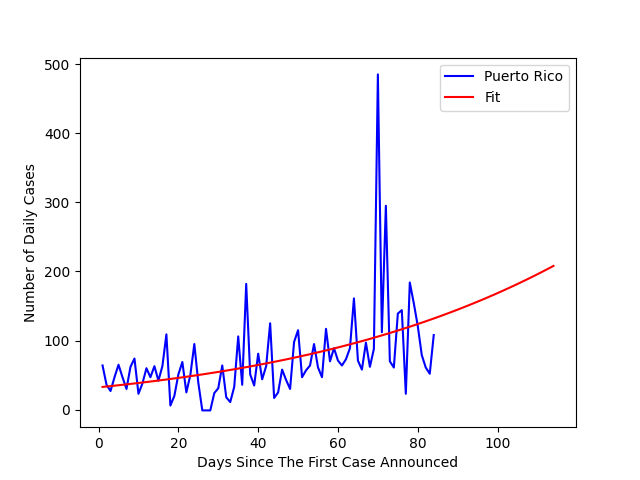 500
400
300
200
100
0
Number of Daily Cases
Puerto Rico
Fit
0 20 40 60 80 100
Days Since The First Case Announced